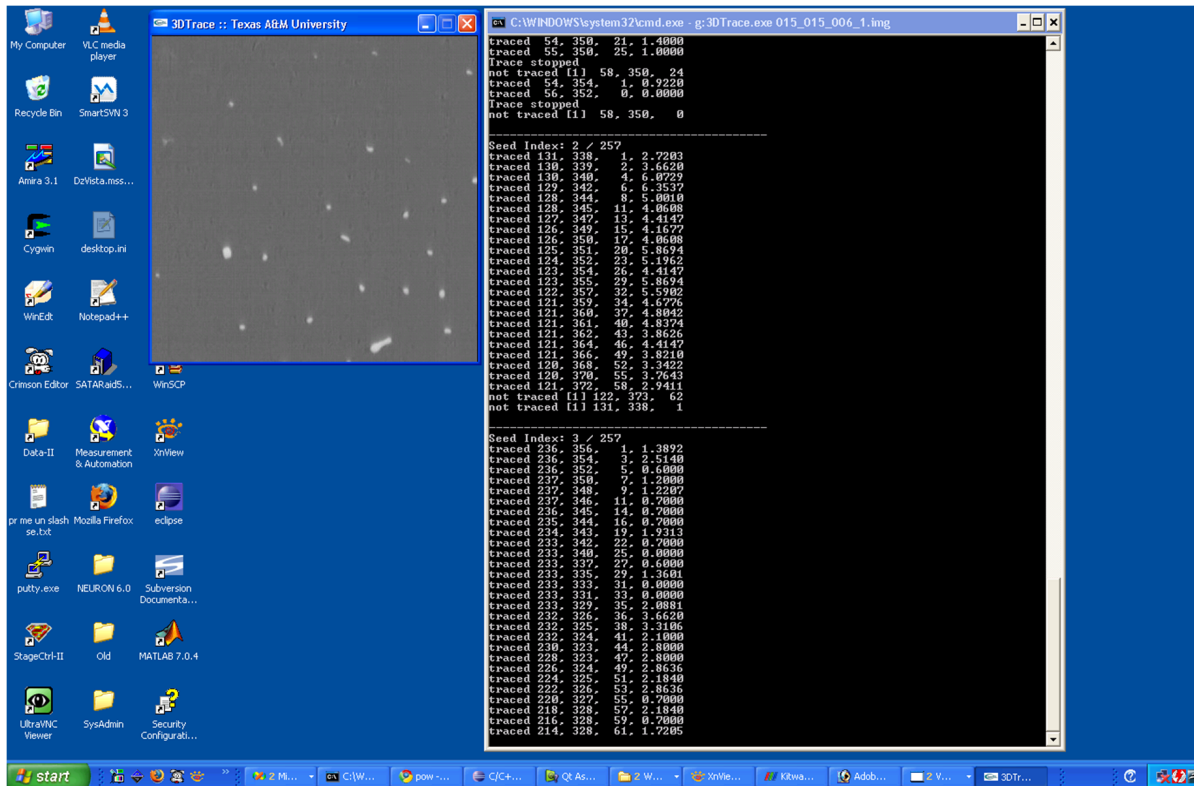 My Computer
VLC media
player
Recycle Bin
SmartSVN 3
Amira 3.1
DzVista.mss...
Cygwin
desktop.ini
WinEdt
Notepad++
Crimson Editor
SATARaid5...
WinSCP
Data-II
Measurement
& Automation
XnView
pr me un slash
se.txt
Mozilla Firefox
eclipse
putty.exe
NEURON 6.0
Subversion
Documenta...
StageCtrl-II
Old
MATLAB 7.0.4
UltraVNC
Viewer
SysAdmin
Security
Configurati...
3DTrace :: Texas A&M University
C:\WINDOWS\system32\cmd.exe - g:3DTrace.exe 015_015_006_1.img
traced 54, 350, 21, 1.4000
traced 55, 350, 25, 1.0000
Trace stopped
not traced [1] 58, 350, 24
traced 54, 354, 1, 0.9220
traced 56, 352, 0, 0.0000
Trace stopped
not traced [1] 58, 350, 0
----------------------------------------
Seed Index: 2 / 257
traced 131, 338, 1, 2.7203
traced 130, 339, 2, 3.6620
traced 130, 340, 4, 6.0729
traced 129, 342, 6, 6.3537
traced 128, 344, 8, 5.0010
traced 128, 345, 11, 4.0608
traced 127, 347, 13, 4.4147
traced 126, 349, 15, 4.1677
traced 126, 350, 17, 4.0608
traced 125, 351, 20, 5.8694
traced 124, 352, 23, 5.1962
traced 123, 354, 26, 4.4147
traced 123, 355, 29, 5.8694
traced 122, 357, 32, 5.5902
traced 121, 359, 34, 4.6776
traced 121, 360, 37, 4.8042
traced 121, 361, 40, 4.8374
traced 121, 362, 43, 3.8626
traced 121, 364, 46, 4.4147
traced 121, 366, 49, 3.8210
traced 120, 368, 52, 3.3422
traced 120, 370, 55, 3.7643
traced 121, 372, 58, 2.9411
not traced [1] 122, 373, 62
not traced [1] 131, 338, 1
----------------------------------------
Seed Index: 3 / 257
traced 236, 356, 1, 1.3892
traced 236, 354, 3, 2.5140
traced 236, 352, 5, 0.6000
traced 237, 350, 7, 1.2000
traced 237, 348, 9, 1.2207
traced 237, 346, 11, 0.7000
traced 236, 345, 14, 0.7000
traced 235, 344, 16, 0.7000
traced 234, 343, 19, 1.9313
traced 233, 342, 22, 0.7000
traced 233, 340, 25, 0.0000
traced 233, 337, 27, 0.6000
traced 233, 335, 29, 1.3601
traced 233, 333, 31, 0.0000
traced 233, 331, 33, 0.0000
traced 233, 329, 35, 2.0881
traced 232, 326, 36, 3.6620
traced 232, 325, 38, 3.3106
traced 232, 324, 41, 2.1000
traced 230, 323, 44, 2.8000
traced 228, 323, 47, 2.8000
traced 226, 324, 49, 2.8636
traced 224, 325, 51, 2.1840
traced 222, 326, 53, 2.8636
traced 220, 327, 55, 0.7000
traced 218, 328, 57, 2.1840
traced 216, 328, 59, 0.7000
traced 214, 328, 61, 1.7205
start
2 Mi...
C:\W...
pow -...
C/C+...
Qt As...
2 W...
XnVie...
Kitwa...
Adob...
2 V...
3DTr...